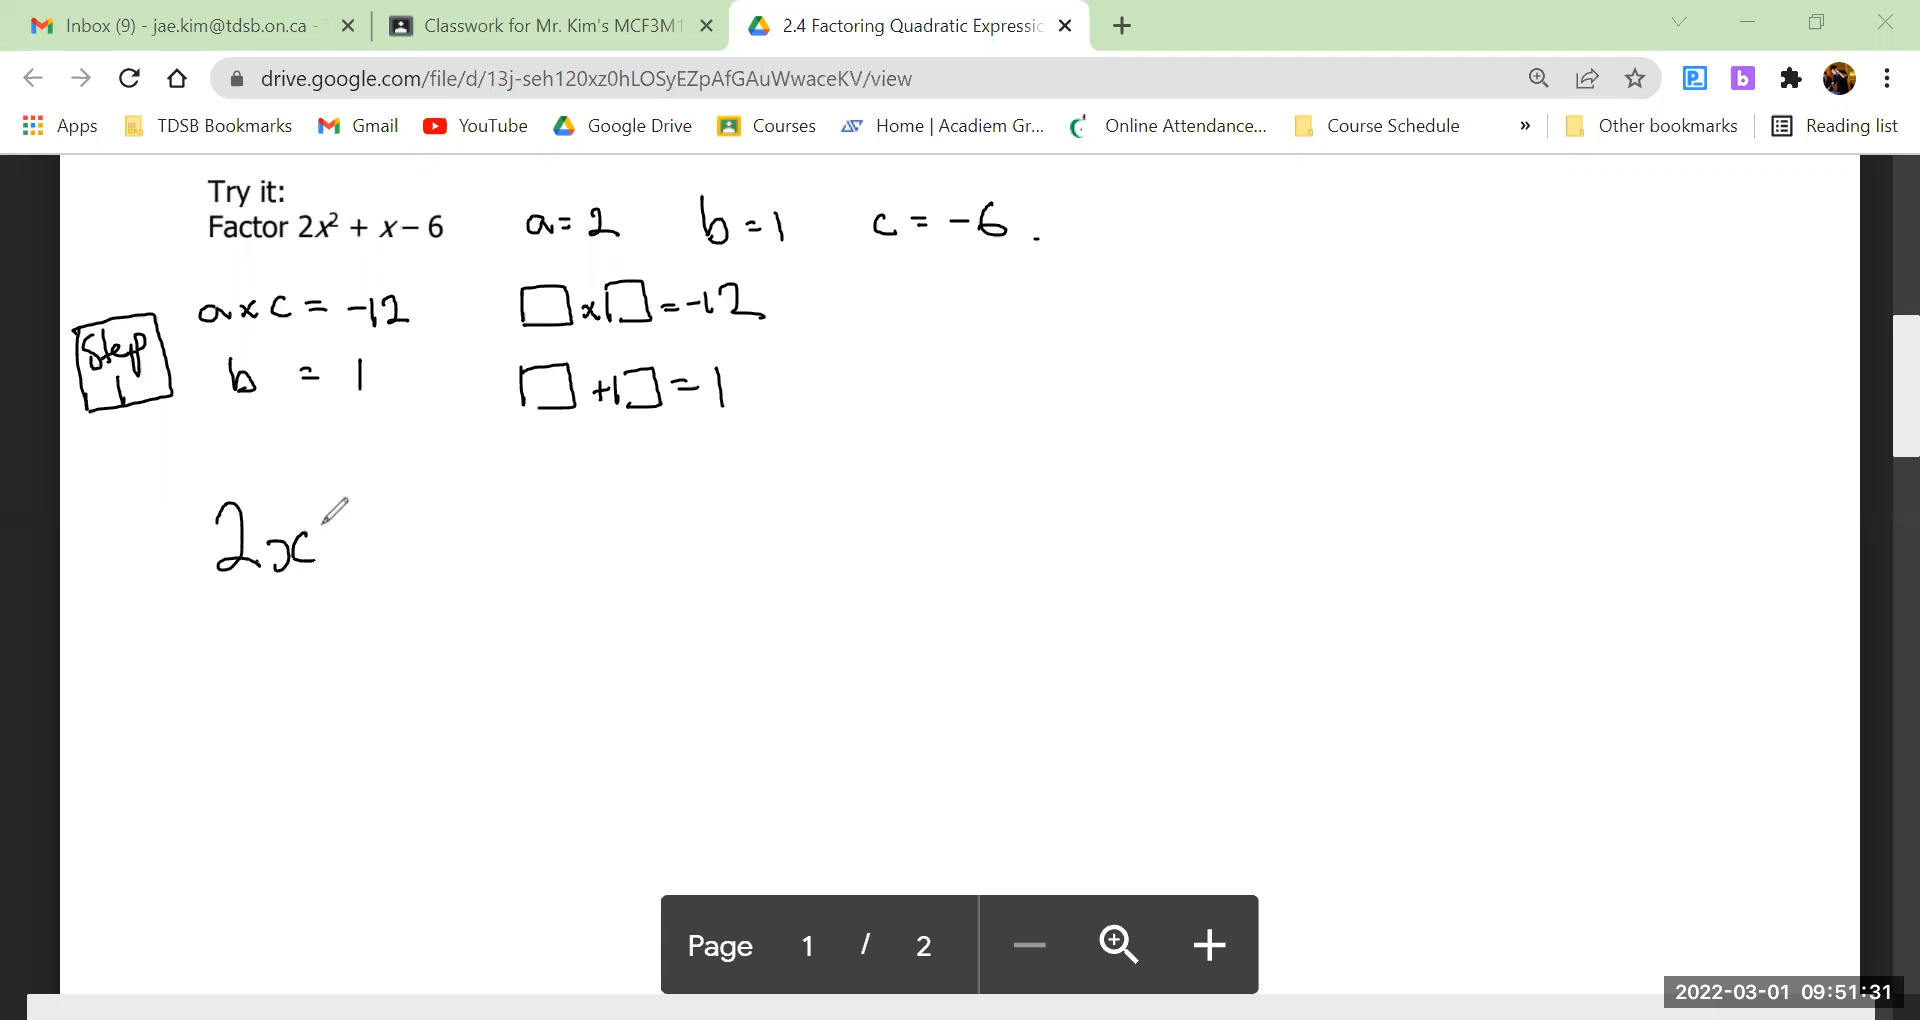 Inbox (9) - jae.kim@tdsb.on.ca -
Classwork for Mr. Kim's MCF3M1
2.4 Factoring Quadratic Expressic
drive.google.com/file/d/13j-seh120xz0hLOSyEZpAfGAuWwaceKV/view
Apps TDSB Bookmarks Gmail YouTube Google Drive Courses Home | Acadiem Gr... Online Attendance... Course Schedule » Other bookmarks Reading list
Try it:
Factor 2x² + x – 6 a = 2 b = 1 c = -6 .
a x c = -12 □ x □ = -12
Step 1
b = 1 □ + □ = 1
2x
Page 1 / 2
2022-03-01 09:51:31